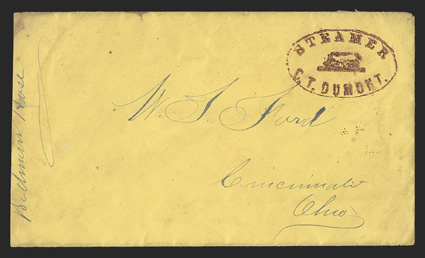 STEAMER
C.T. DUMONT.
W. S. Ford
Cincinnati
Ohio